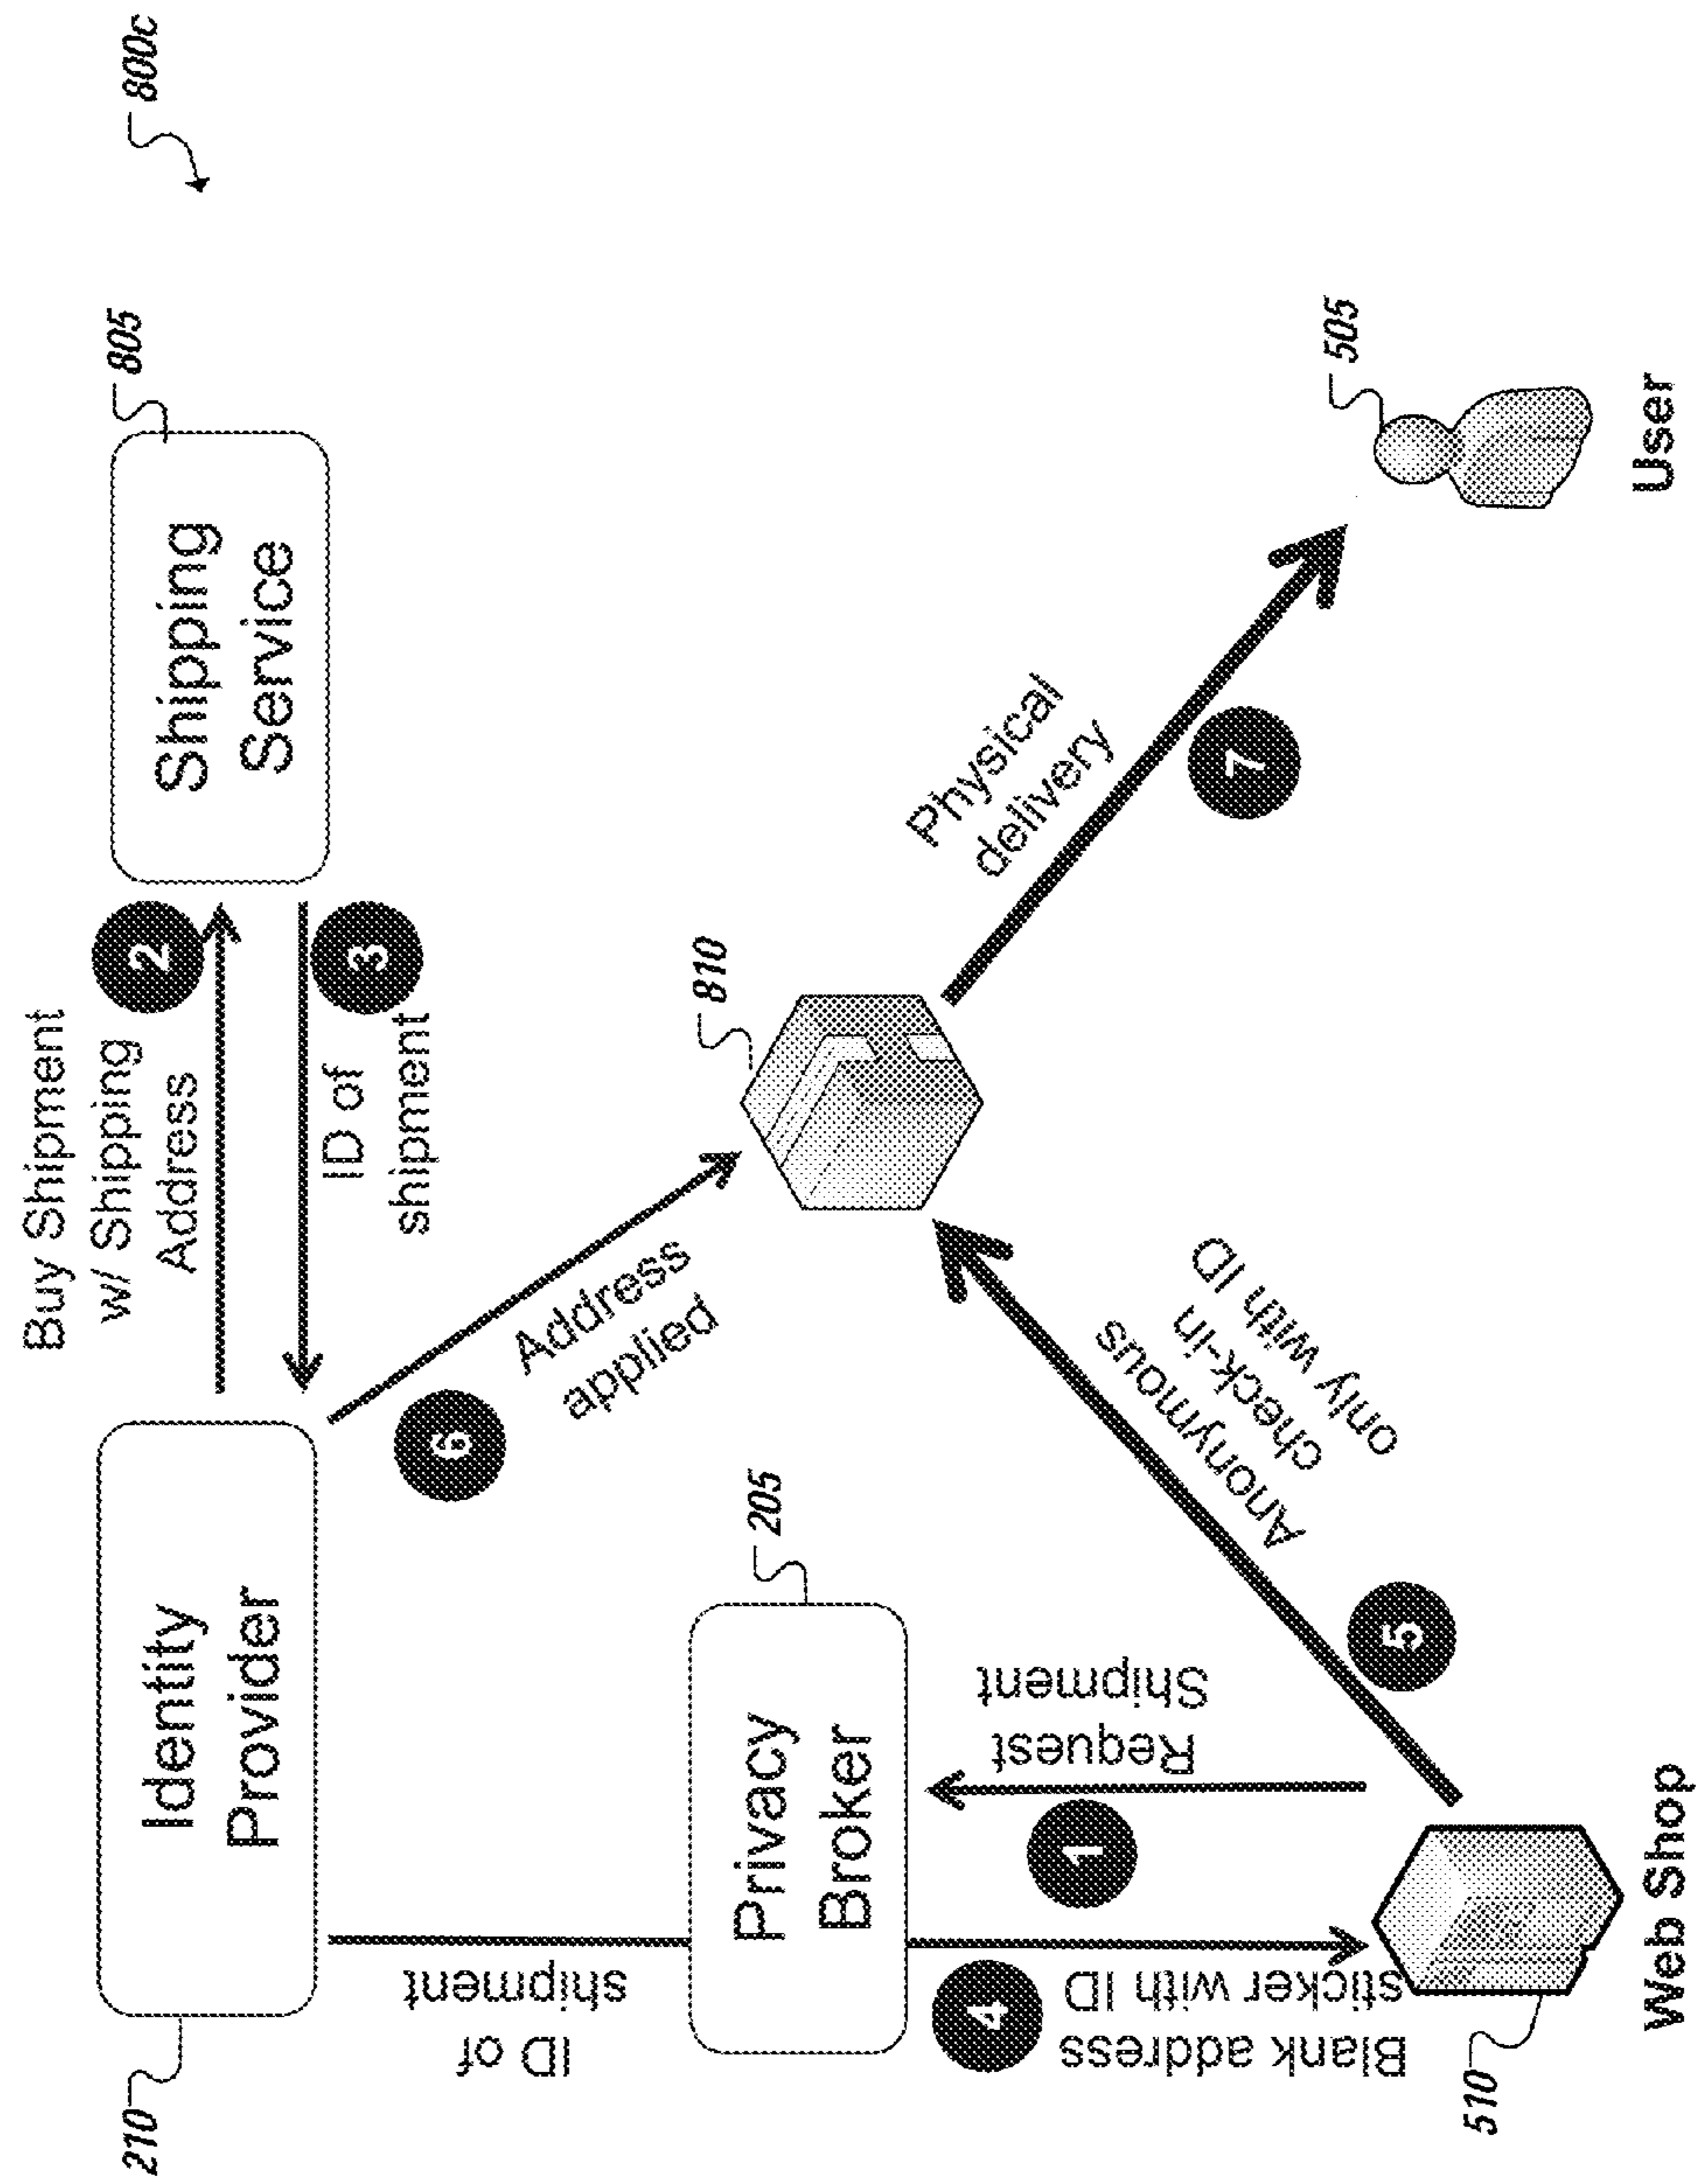 800c
Buy Shipment
w/ Shipping
Address
2
Identity
Provider
210
Shipping
Service
805
3
ID of
shipment
6
Address
applied
810
ID of
shipment
Privacy
Broker
205
Physical
delivery
7
4
Blank address
sticker with ID
1
Request
Shipment
5
Anonymous
check-in
only with ID
505
User
510
Web Shop